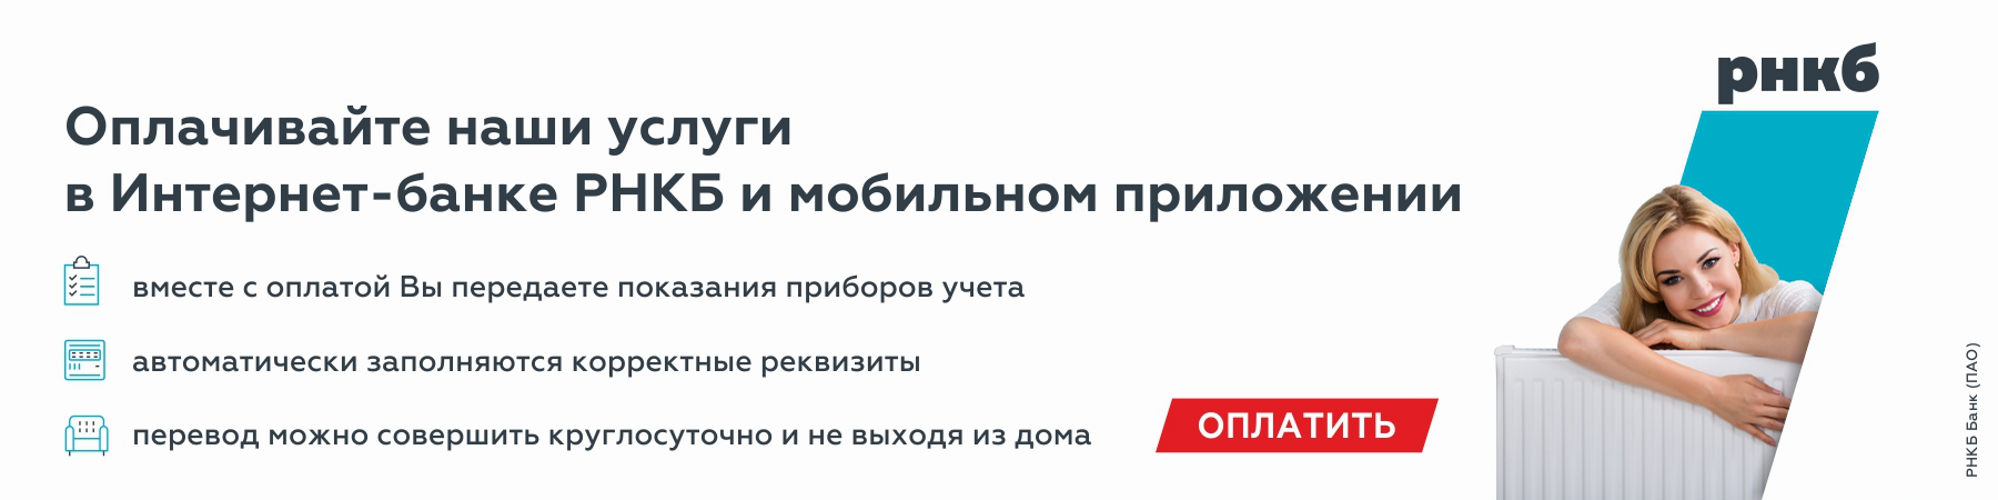 рнкб
Оплачивайте наши услуги
в Интернет-банке РНКБ и мобильном приложении
вместе с оплатой Вы передаете показания приборов учета
автоматически заполняются корректные реквизиты
перевод можно совершить круглосуточно и не выходя из дома
ОПЛАТИТЬ
РНКБ Банк (ПАО)